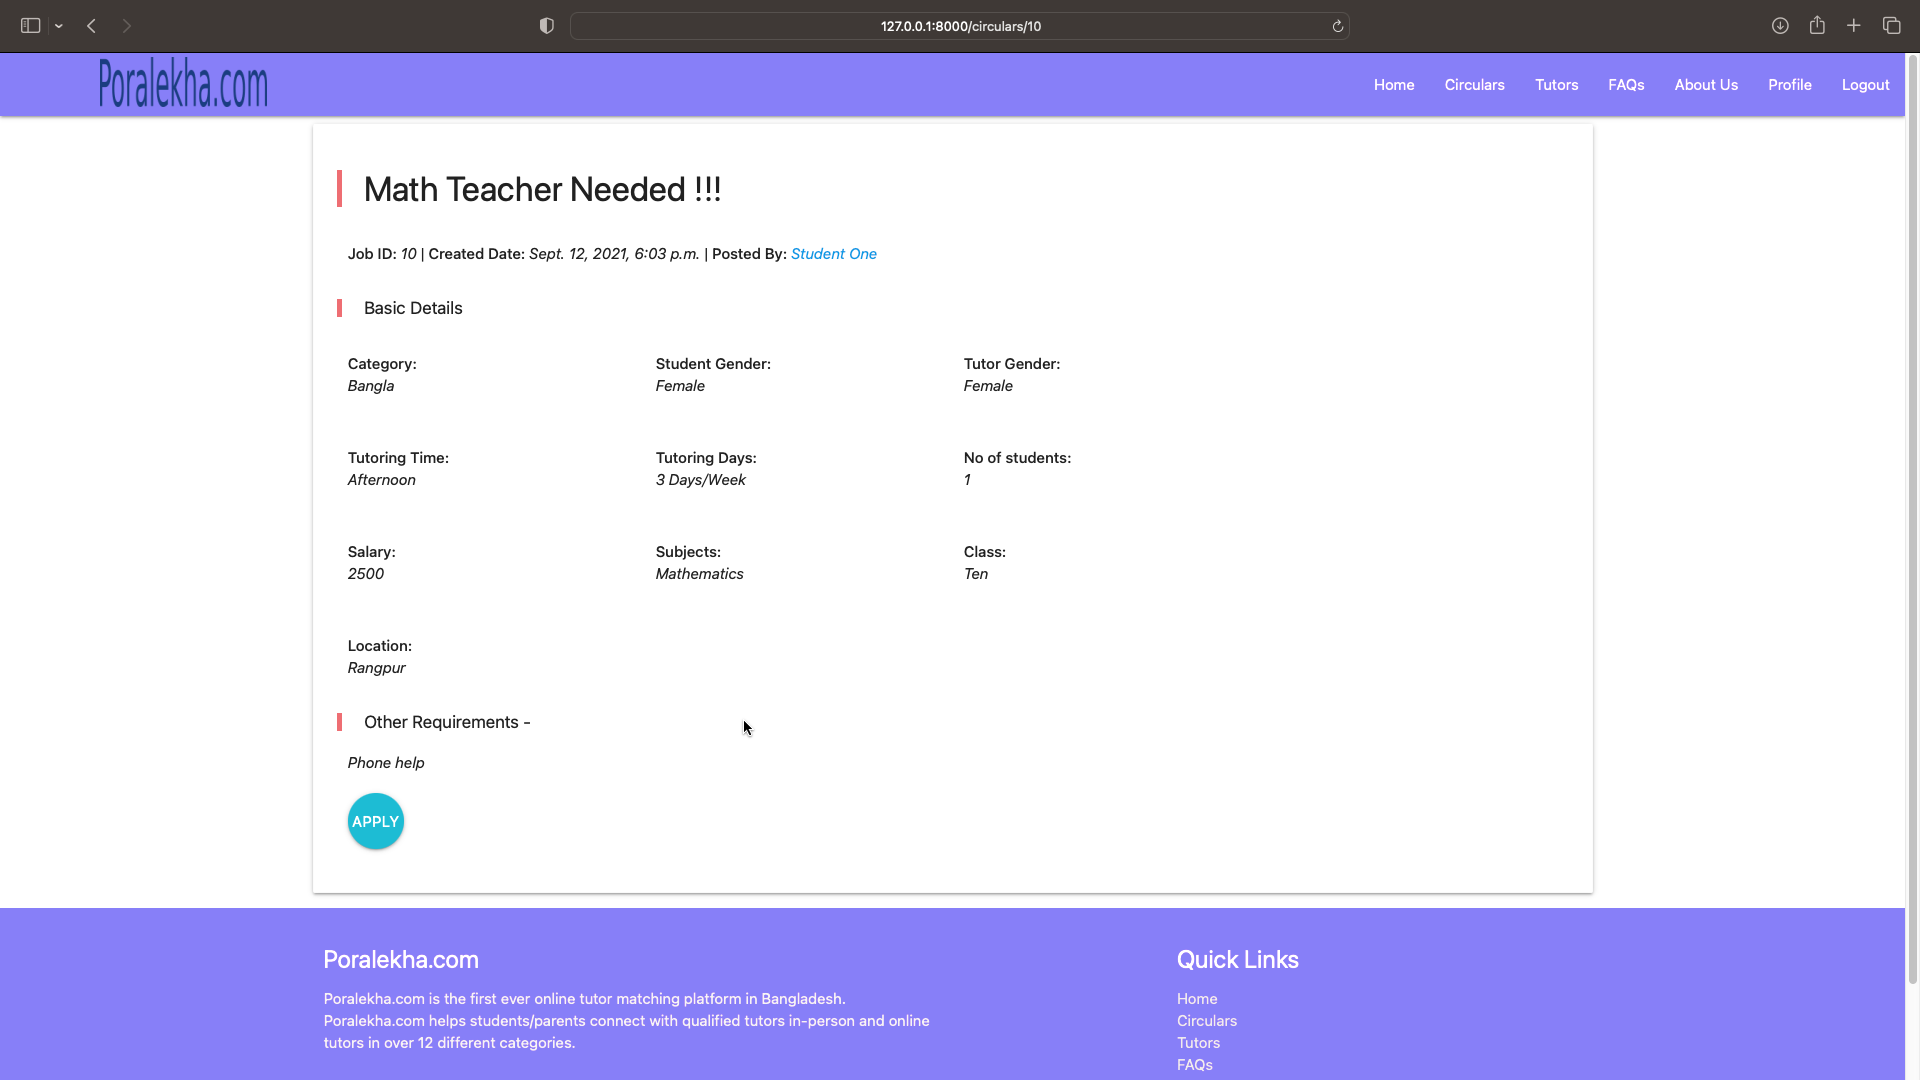 127.0.0.1:8000/circulars/10
Poralekha.com
Home Circulars Tutors FAQs About Us Profile Logout
Math Teacher Needed !!!
Job ID: 10 | Created Date: Sept. 12, 2021, 6:03 p.m. | Posted By: Student One
Basic Details
Category: Student Gender: Tutor Gender:
Bangla Female Female
Tutoring Time: Tutoring Days: No of students:
Afternoon 3 Days/Week 1
Salary: Subjects: Class:
2500 Mathematics Ten
Location:
Rangpur
Other Requirements -
Phone help
APPLY
Poralekha.com
Poralekha.com is the first ever online tutor matching platform in Bangladesh.
Poralekha.com helps students/parents connect with qualified tutors in-person and online
tutors in over 12 different categories.
Quick Links
Home
Circulars
Tutors
FAQs